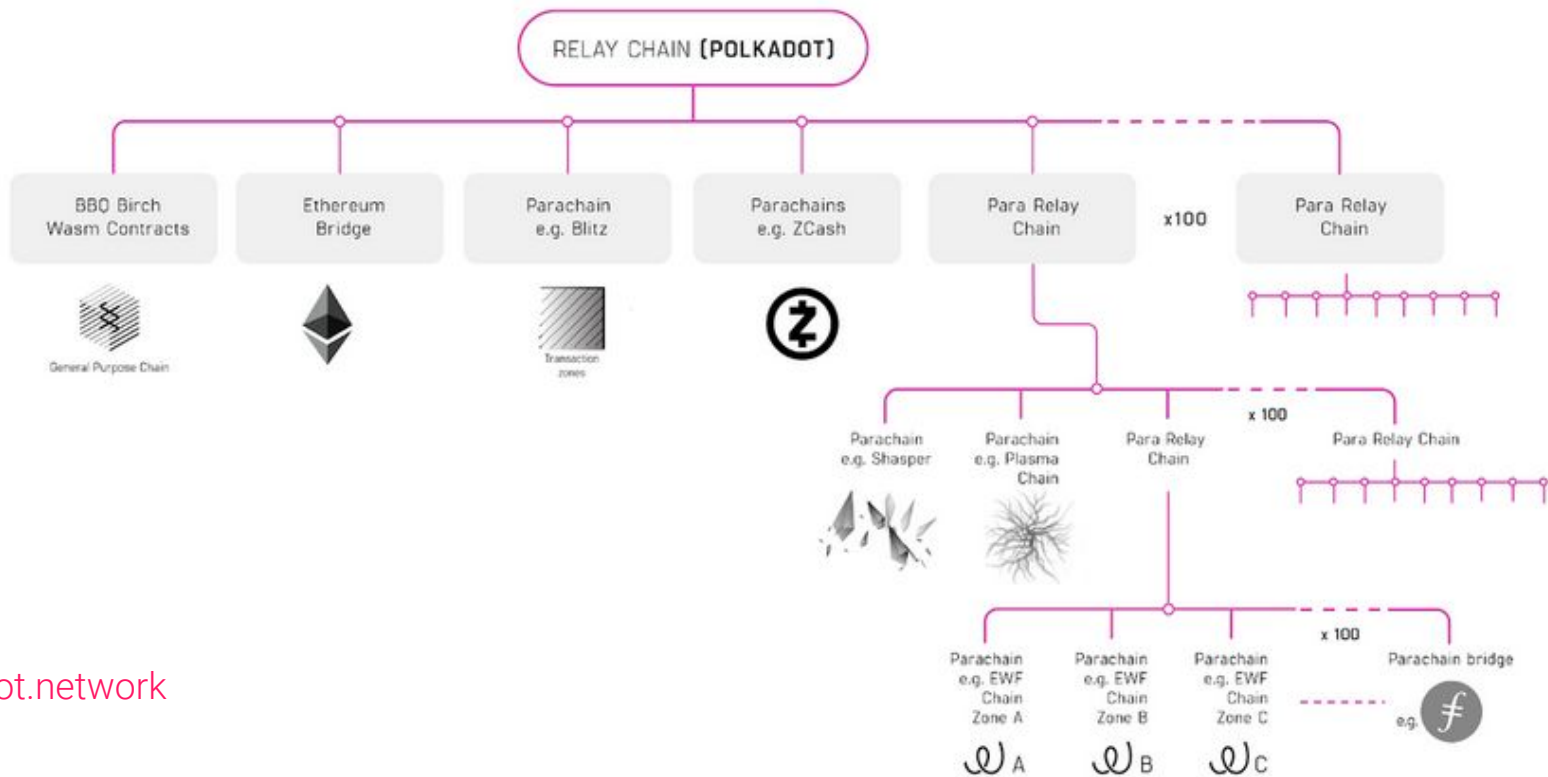 RELAY CHAIN (POLKADOT)
BBQ Birch
Wasm Contracts
Ethereum
Bridge
Parachain
e.g. Blitz
Parachains
e.g. ZCash
Para Relay
Chain
x100
Para Relay
Chain
General Purpose Chain
Transaction
zones
x 100
Parachain
e.g. Shasper
Parachain
e.g. Plasma
Chain
Para Relay
Chain
Para Relay Chain
x 100
Parachain
e.g. EWF
Chain
Zone A
Parachain
e.g. EWF
Chain
Zone B
Parachain
e.g. EWF
Chain
Zone C
Parachain bridge
e.g.
A
B
C
ot.network